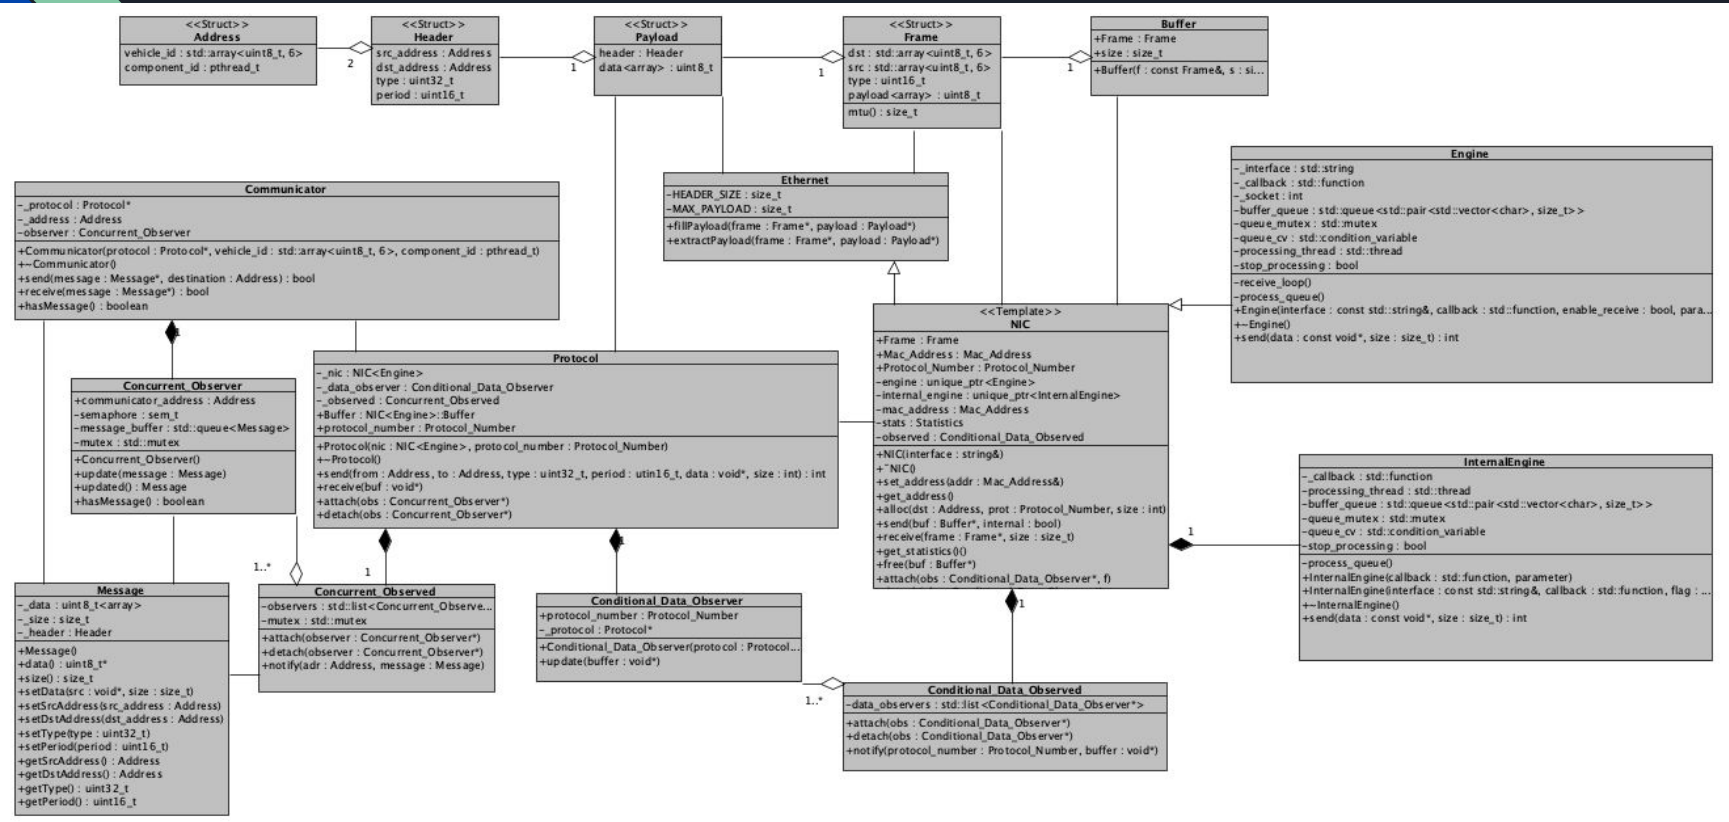 <<Struct>>
Address
vehicle_id : std::array<uint8_t, 6>
component_id : pthread_t
2
<<Struct>>
Header
src_address : Address
dst_address : Address
type : uint32_t
period : uint16_t
1
<<Struct>>
Payload
header : Header
data<array> : uint8_t
1
<<Struct>>
Frame
dst : std::array<uint8_t, 6>
src : std::array<uint8_t, 6>
type : uint16_t
payload<array> : uint8_t
mtu() : size_t
1
Buffer
+Frame : Frame
+size : size_t
+Buffer(f : const Frame&, s : si...
Communicator
-_protocol : Protocol*
-_address : Address
-observer : Concurrent_Observer
+Communicator(protocol : Protocol*, vehicle_id : std::array<uint8_t, 6>, component_id : pthread_t)
+~Communicator()
+send(message : Message*, destination : Address) : bool
+receive(message : Message*) : bool
+hasMessage() : boolean
1
Ethernet
-HEADER_SIZE : size_t
-MAX_PAYLOAD : size_t
+fillPayload(frame : Frame*, payload : Payload*)
+extractPayload(frame : Frame*, payload : Payload*)
Engine
-_interface : std::string
-_callback : std::function
-_socket : int
-buffer_queue : std::queue<std::pair<std::vector<char>, size_t>>
-queue_mutex : std::mutex
-queue_cv : std::condition_variable
-processing_thread : std::thread
-stop_processing : bool
-receive_loop()
-process_queue()
+Engine(interface : const std::string&, callback : std::function, enable_receive : bool, para...
+~Engine()
+send(data : const void*, size : size_t) : int
Concurrent_Observer
+communicator_address : Address
-semaphore : sem_t
-message_buffer : std::queue<Message>
-mutex : std::mutex
+Concurrent_Observer()
+update(message : Message)
+updated() : Message
+hasMessage() : boolean
1..*
Protocol
-_nic : NIC<Engine>
-_data_observer : Conditional_Data_Observer
-_observed : Concurrent_Observed
+Buffer : NIC<Engine>::Buffer
+protocol_number : Protocol_Number
+Protocol(nic : NIC<Engine>, protocol_number : Protocol_Number)
+~Protocol()
+send(from : Address, to : Address, type : uint32_t, period : utin16_t, data : void*, size : int) : int
+receive(buf : void*)
+attach(obs : Concurrent_Observer*)
+detach(obs : Concurrent_Observer*)
1
1
<<Template>>
NIC
+Frame : Frame
+Mac_Address : Mac_Address
+Protocol_Number : Protocol_Number
-engine : unique_ptr<Engine>
-internal_engine : unique_ptr<InternalEngine>
-mac_address : Mac_Address
-stats : Statistics
-observed : Conditional_Data_Observed
+NIC(interface : string&)
+~NIC()
+set_address(addr : Mac_Address&)
+get_address()
+alloc(dst : Address, prot : Protocol_Number, size : int)
+send(buf : Buffer*, internal : bool)
+receive(frame : Frame*, size : size_t)
+get_statistics()()
+free(buf : Buffer*)
+attach(obs : Conditional_Data_Observer*, f)
1
1
InternalEngine
-_callback : std::function
-processing_thread : std::thread
-buffer_queue : std::queue<std::pair<std::vector<char>, size_t>>
-queue_mutex : std::mutex
-queue_cv : std::condition_variable
-stop_processing : bool
-process_queue()
+InternalEngine(callback : std::function, parameter)
+InternalEngine(interface : const std::string&, callback : std::function, flag : ...
+~InternalEngine()
+send(data : const void*, size : size_t) : int
Message
-_data : uint8_t<array>
-_size : size_t
-_header : Header
+Message()
+data() : uint8_t*
+size() : size_t
+setData(src : void*, size : size_t)
+setSrcAddress(src_address : Address)
+setDstAddress(dst_address : Address)
+setType(type : uint32_t)
+setPeriod(period : uint16_t)
+getSrcAddress() : Address
+getDstAddress() : Address
+getType() : uint32_t
+getPeriod() : uint16_t
Concurrent_Observed
-observers : std::list<Concurrent_Observe...
-mutex : std::mutex
+attach(observer : Concurrent_Observer*)
+detach(observer : Concurrent_Observer*)
+notify(adr : Address, message : Message)
Conditional_Data_Observer
+protocol_number : Protocol_Number
-_protocol : Protocol*
+Conditional_Data_Observer(protocol : Protocol...
+update(buffer : void*)
1..*
Conditional_Data_Observed
-data_observers : std::list<Conditional_Data_Observer*>
+attach(obs : Conditional_Data_Observer*)
+detach(obs : Conditional_Data_Observer*)
+notify(protocol_number : Protocol_Number, buffer : void*)